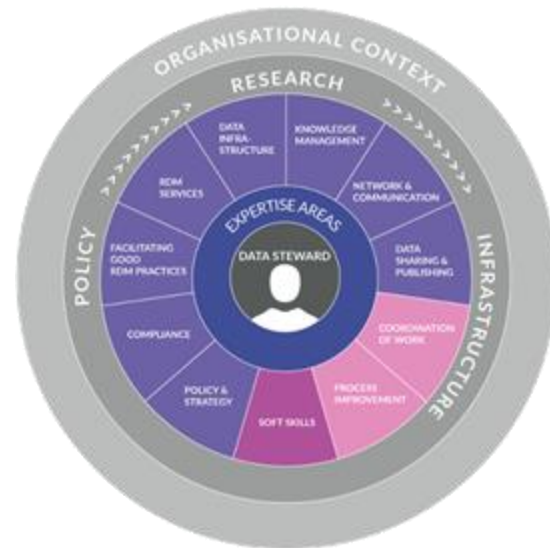 ORGANISATIONAL CONTEXT
RESEARCH
POLICY
INFRASTRUCTURE
>>>>>>>>>>
>>>>>>>>>>
DATA
INFRA-
STRUCTURE
KNOWLEDGE
MANAGEMENT
NETWORK &
COMMUNICATION
DATA
SHARING &
PUBLISHING
COORDINATION
OF WORK
PROCESS
IMPROVEMENT
SOFT SKILLS
POLICY &
STRATEGY
COMPLIANCE
FACILITATING
GOOD
RDM PRACTICES
RDM
SERVICES
EXPERTISE AREAS
DATA STEWARD